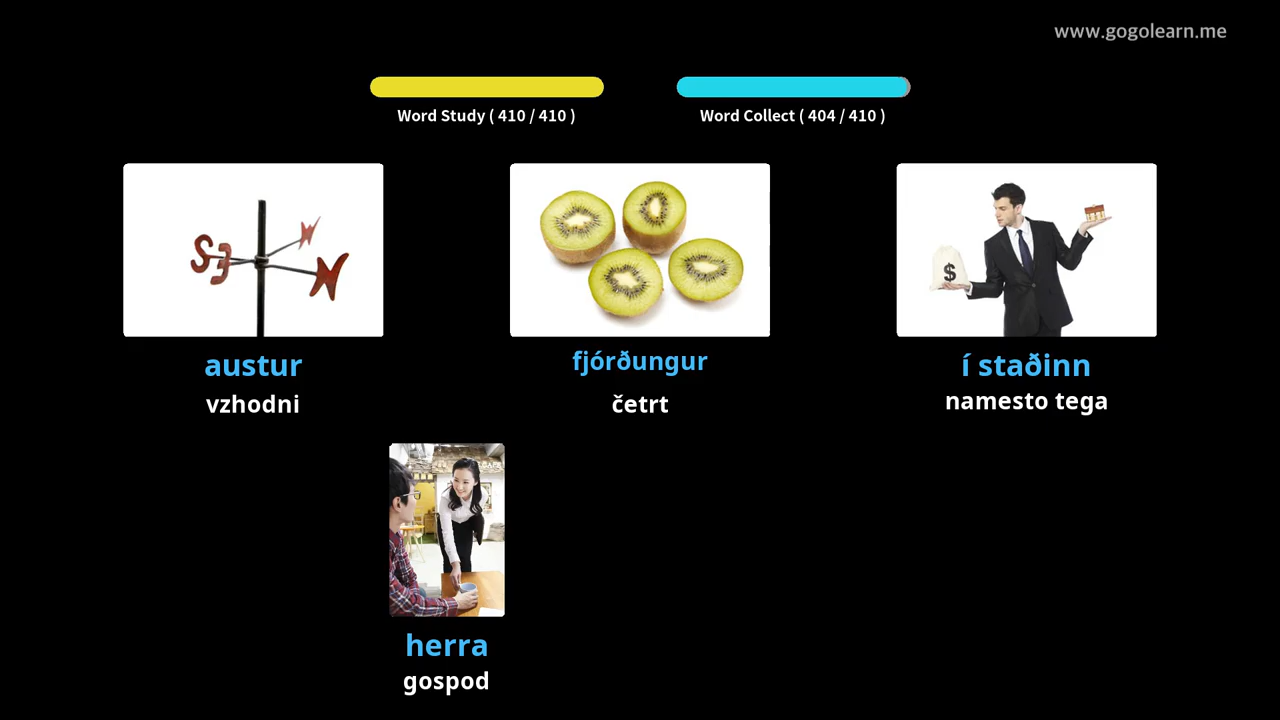 www.gogolearn.me
Word Study ( 410 / 410 )
Word Collect ( 404 / 410 )
S
E
N
$
austur
fjórðungur
í staðinn
vzhodni
četrt
namesto tega
herra
gospod